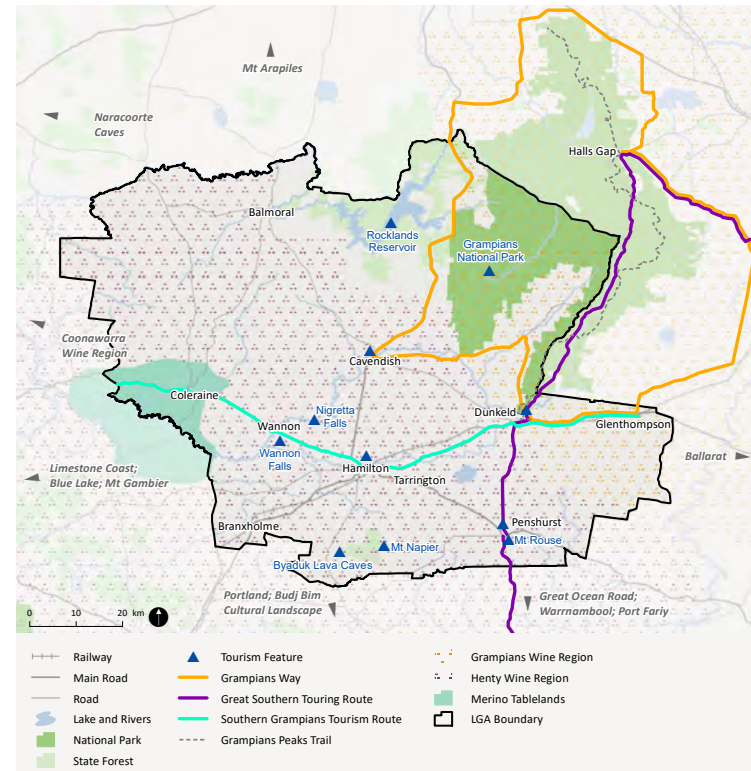 Mt Arapiles
Naracoorte
Caves
Halls Gap
Balmoral
Rocklands
Reservoir
Grampians
National Park
Coonawarra
Wine Region
Cavendish
Coleraine
Nigretta
Falls
Dunkeld
Wannon
Glenthompson
Wannon
Falls
Hamilton
Ballarat
Limestone Coast;
Blue Lake; Mt Gambier
Tarrington
Branxholme
Penshurst
Mt Rouse
Mt Napier
Byaduk Lava Caves
Portland; Budj Bim
Cultural Landscape
Great Ocean Road;
Warrnambool; Port Fariy
0 10 20 km
Railway
Main Road
Road
Lake and Rivers
National Park
State Forest
Tourism Feature
Grampians Way
Great Southern Touring Route
Southern Grampians Tourism Route
Grampians Peaks Trail
Grampians Wine Region
Henty Wine Region
Merino Tablelands
LGA Boundary